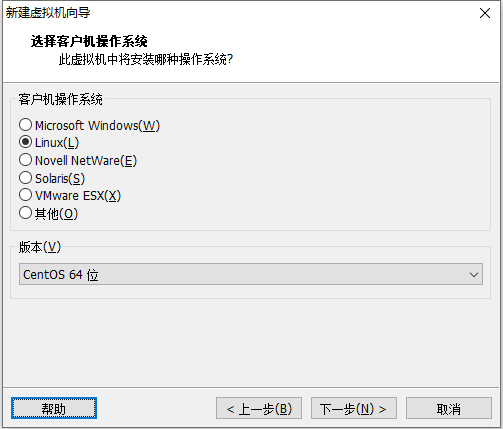 新建虚拟机向导
选择客户机操作系统
此虚拟机中将安装哪种操作系统?
客户机操作系统
Microsoft Windows(W)
Linux(L)
Novell NetWare(E)
Solaris(S)
VMware ESX(X)
其他(O)
版本(V)
CentOS 64 位
帮助
< 上一步(B)
下一步(N) >
取消